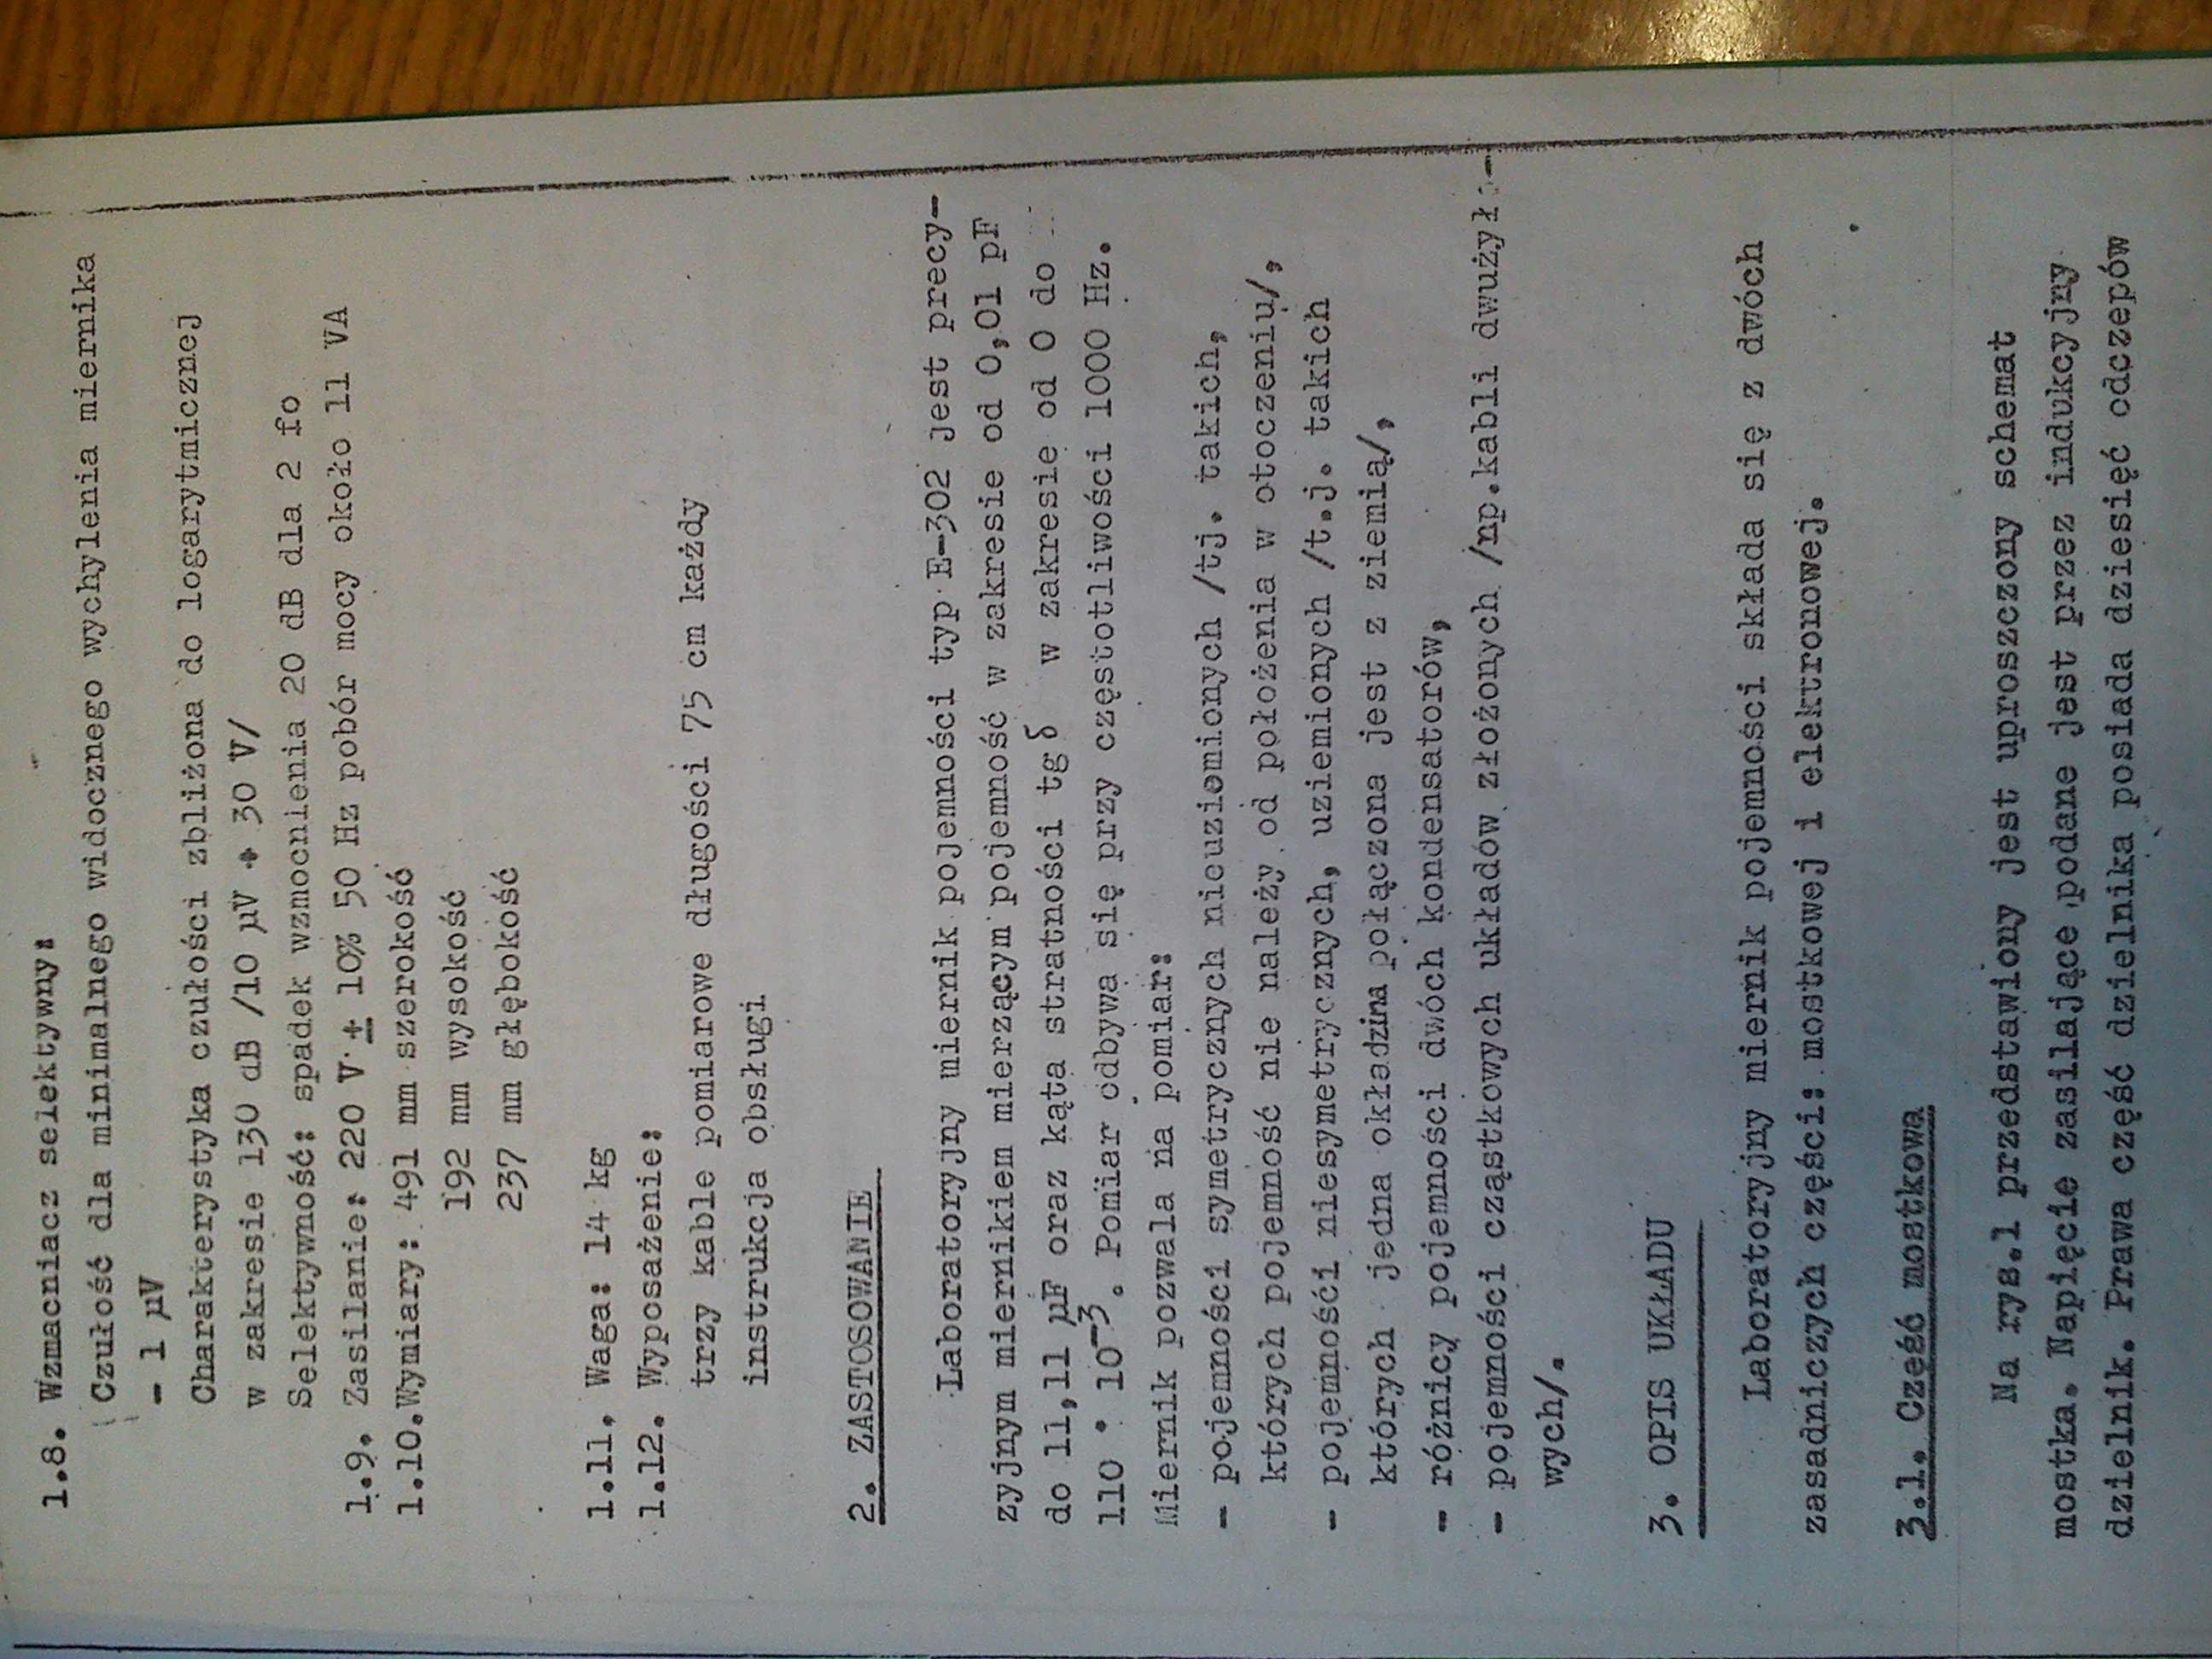 1.8. Wzmacniacz selektywny:
Czułość dla minimalnego widocznego wychylenia miernika
- 1 µV
Charakterystyka czułości zbliżona do logarytmicznej
w zakresie 130 dB /10 µV ÷ 30 V/
Selektywność: spadek wzmocnienia 20 dB dla 2 fo
1.9. Zasilanie: 220 V ± 10% 50 Hz pobór mocy około 11 VA
1.10.Wymiary: 491 mm szerokość
192 mm wysokość
237 mm głębokość
1.11. Waga: 14 kg
1.12. Wyposażenie:
trzy kable pomiarowe długości 75 cm każdy
instrukcja obsługi
2. ZASTOSOWANIE
Laboratoryjny miernik pojemności typ E-302 jest precy-
zyjnym miernikiem mierzącym pojemność w zakresie od 0,01 pF
do 11,11 µF oraz kąta stratności tg δ w zakresie od 0 do
110 · 10⁻³. Pomiar odbywa się przy częstotliwości 1000 Hz.
Miernik pozwala na pomiar:
- pojemności symetrycznych nieuziemionych /tj. takich,
których pojemność nie należy od położenia w otoczeniu/,
- pojemności niesymetrycznych, uziemionych /t.j. takich
których jedna okładzina połączona jest z ziemią/,
- różnicy pojemności dwóch kondensatorów,
- pojemności cząstkowych układów złożonych /np.kabli dwużyło-
wych/.
3. OPIS UKŁADU
Laboratoryjny miernik pojemności składa się z dwóch
zasadniczych części: mostkowej i elektronowej.
3.1. Część mostkowa
Na rys.1 przedstawiony jest uproszczony schemat
mostka. Napięcie zasilające podane jest przez indukcyjny
dzielnik. Prawa część dzielnika posiada dziesięć odczepów